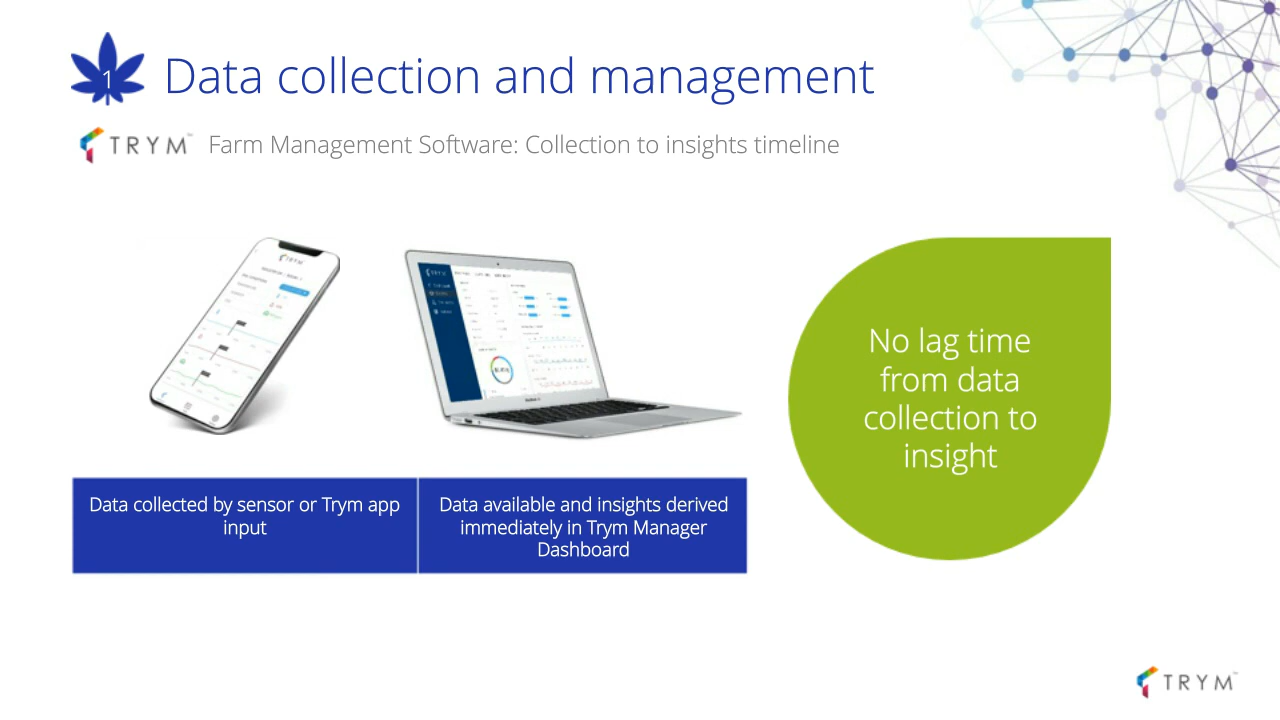 1
Data collection and management
TRYM™ Farm Management Software: Collection to insights timeline
No lag time
from data
collection to
insight
Data collected by sensor or Trym app
input
Data available and insights derived
immediately in Trym Manager
Dashboard
TRYM™